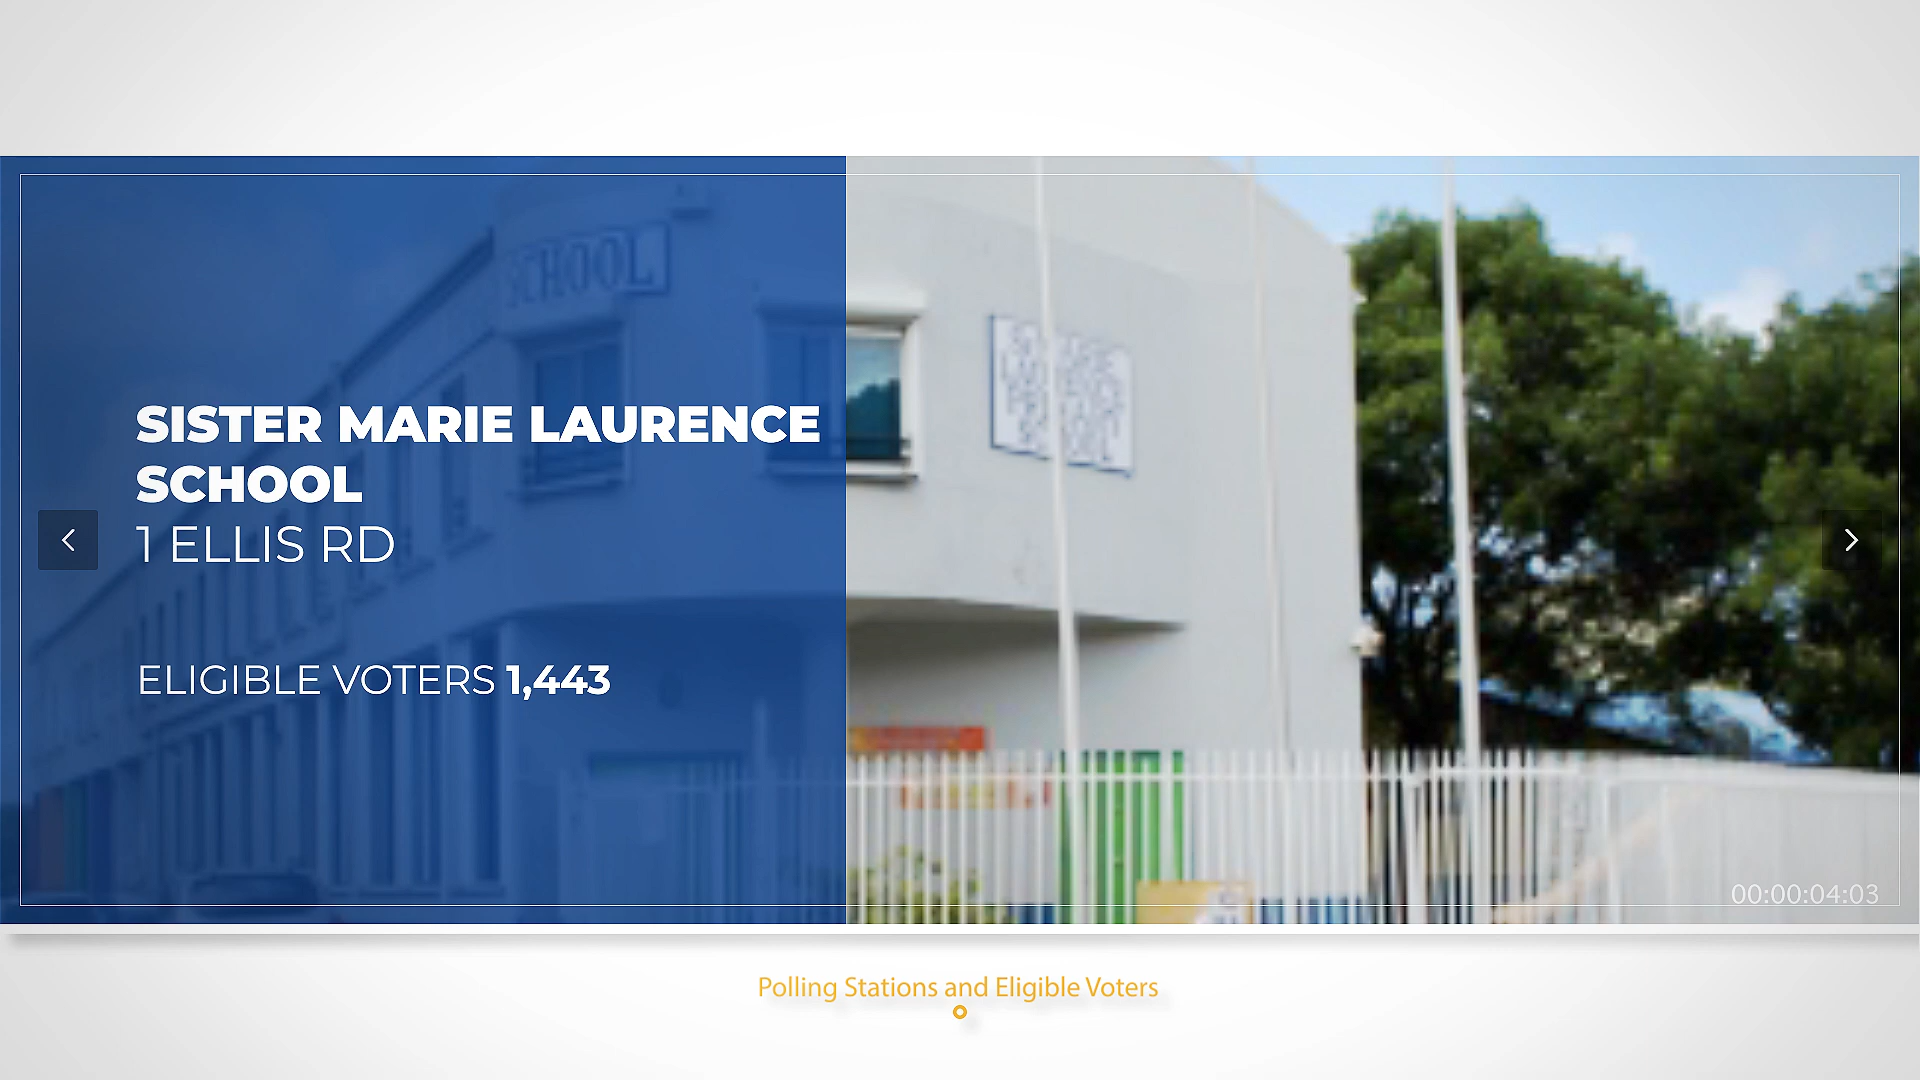 SCHOOL
SISTER MARIE LAURENCE
SCHOOL
1 ELLIS RD
ELIGIBLE VOTERS 1,443
00:00:04:03
Polling Stations and Eligible Voters